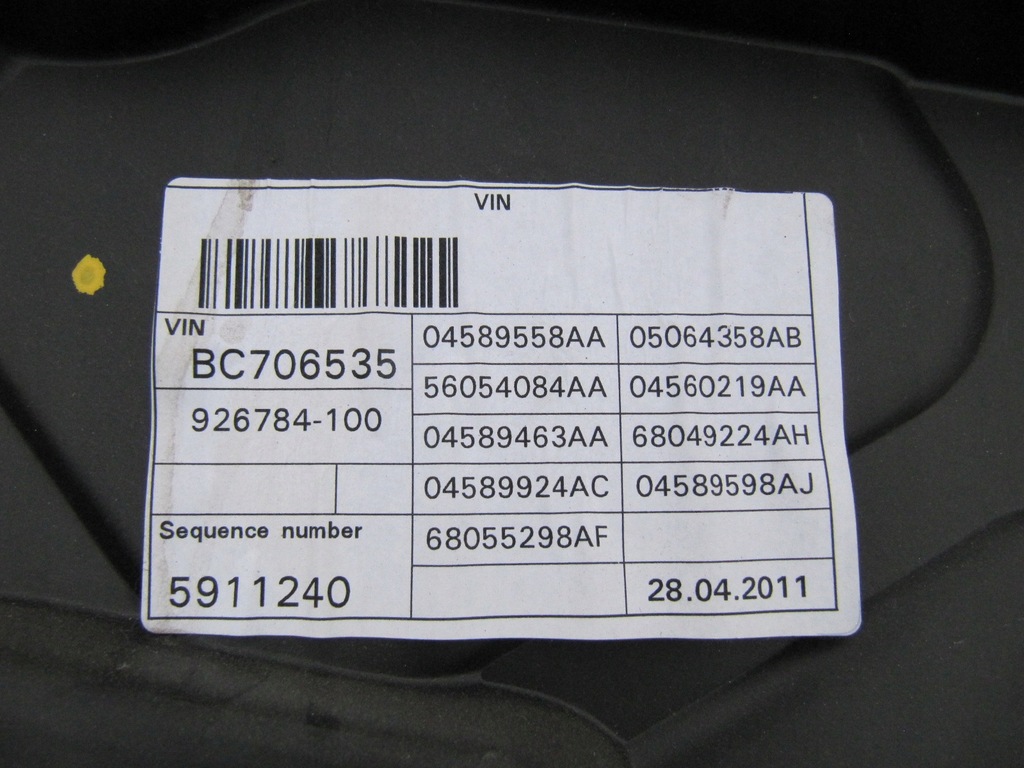 VIN
VIN
BC706535
926784-100
Sequence number
5911240
04589558AA 05064358AB
56054084AA 04560219AA
04589463AA 68049224AH
04589924AC 04589598AJ
68055298AF
28.04.2011